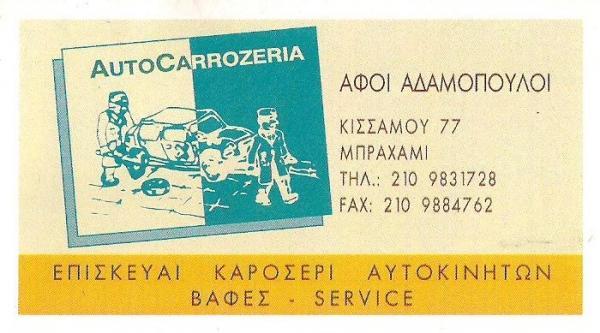 AUTOCARROZERIA
ΑΦΟΙ ΑΔΑΜΟΠΟΥΛΟΙ
ΚΙΣΣΑΜΟΥ 77
ΜΠΡΑΧΑΜΙ
ΤΗΛ.: 210 9831728
FAX: 210 9884762
ΕΠΙΣΚΕΥΑΙ ΚΑΡΟΣΕΡΙ ΑΥΤΟΚΙΝΗΤΩΝ
ΒΑΦΕΣ - SERVICE